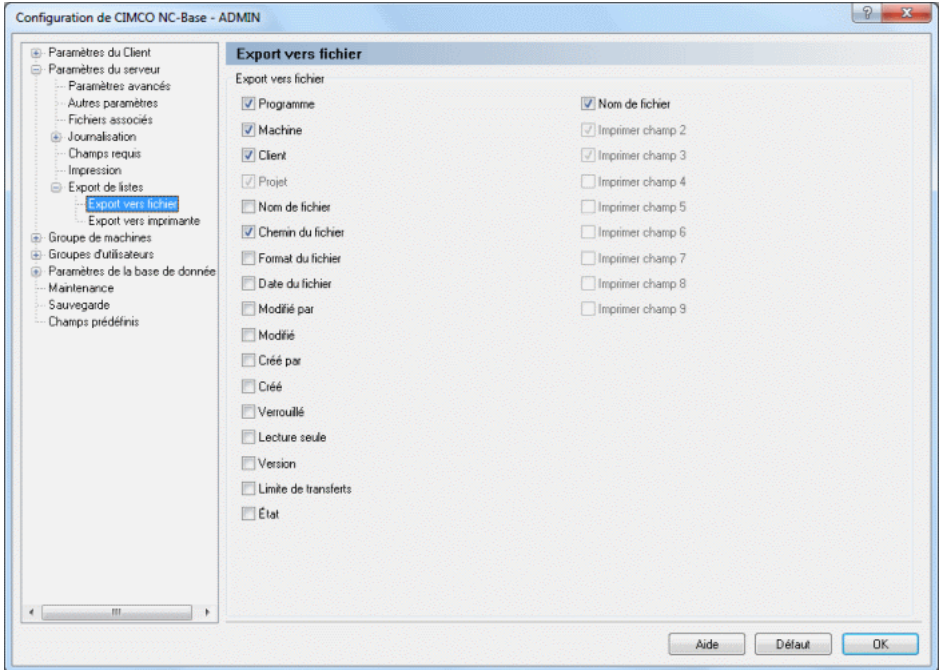 Configuration de CIMCO NC-Base - ADMIN
Paramètres du Client
Paramètres du serveur
Paramètres avancés
Autres paramètres
Fichiers associés
Journalisation
Champs requis
Impression
Export de listes
Export vers fichier
Export vers imprimante
Groupe de machines
Groupes d'utilisateurs
Paramètres de la base de donnée
Maintenance
Sauvegarde
Champs prédéfinis
Export vers fichier
Export vers fichier
Programme
Machine
Client
Projet
Nom de fichier
Chemin du fichier
Format du fichier
Date du fichier
Modifié par
Modifié
Créé par
Créé
Verrouillé
Lecture seule
Version
Limite de transferts
État
Nom de fichier
Imprimer champ 2
Imprimer champ 3
Imprimer champ 4
Imprimer champ 5
Imprimer champ 6
Imprimer champ 7
Imprimer champ 8
Imprimer champ 9
Aide
Défaut
OK